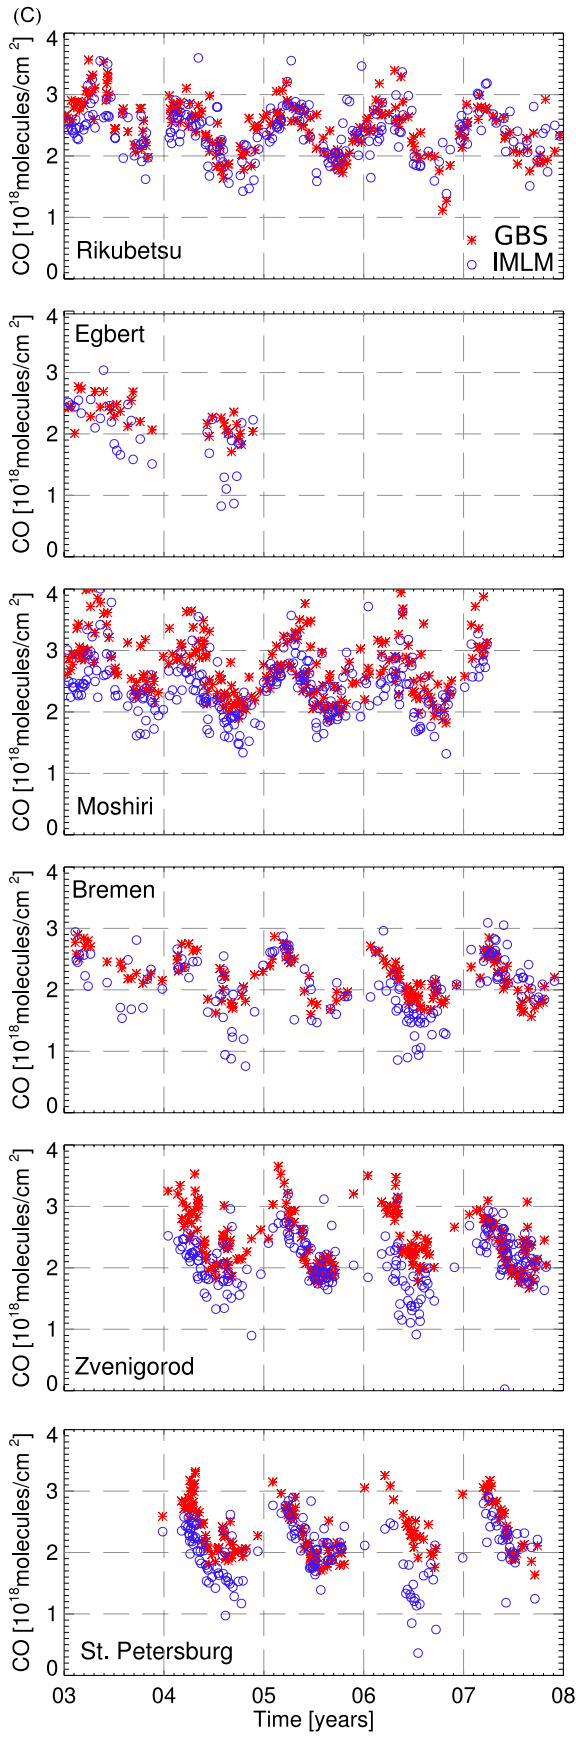 (C)
4
3
2
1
0
CO [10^18 molecules/cm^2]
Rikubetsu
GBS
IMLM
4
3
2
1
0
CO [10^18 molecules/cm^2]
Egbert
4
3
2
1
0
CO [10^18 molecules/cm^2]
Moshiri
4
3
2
1
0
CO [10^18 molecules/cm^2]
Bremen
4
3
2
1
0
CO [10^18 molecules/cm^2]
Zvenigorod
4
3
2
1
0
CO [10^18 molecules/cm^2]
St. Petersburg
03 04 05 06 07 08
Time [years]